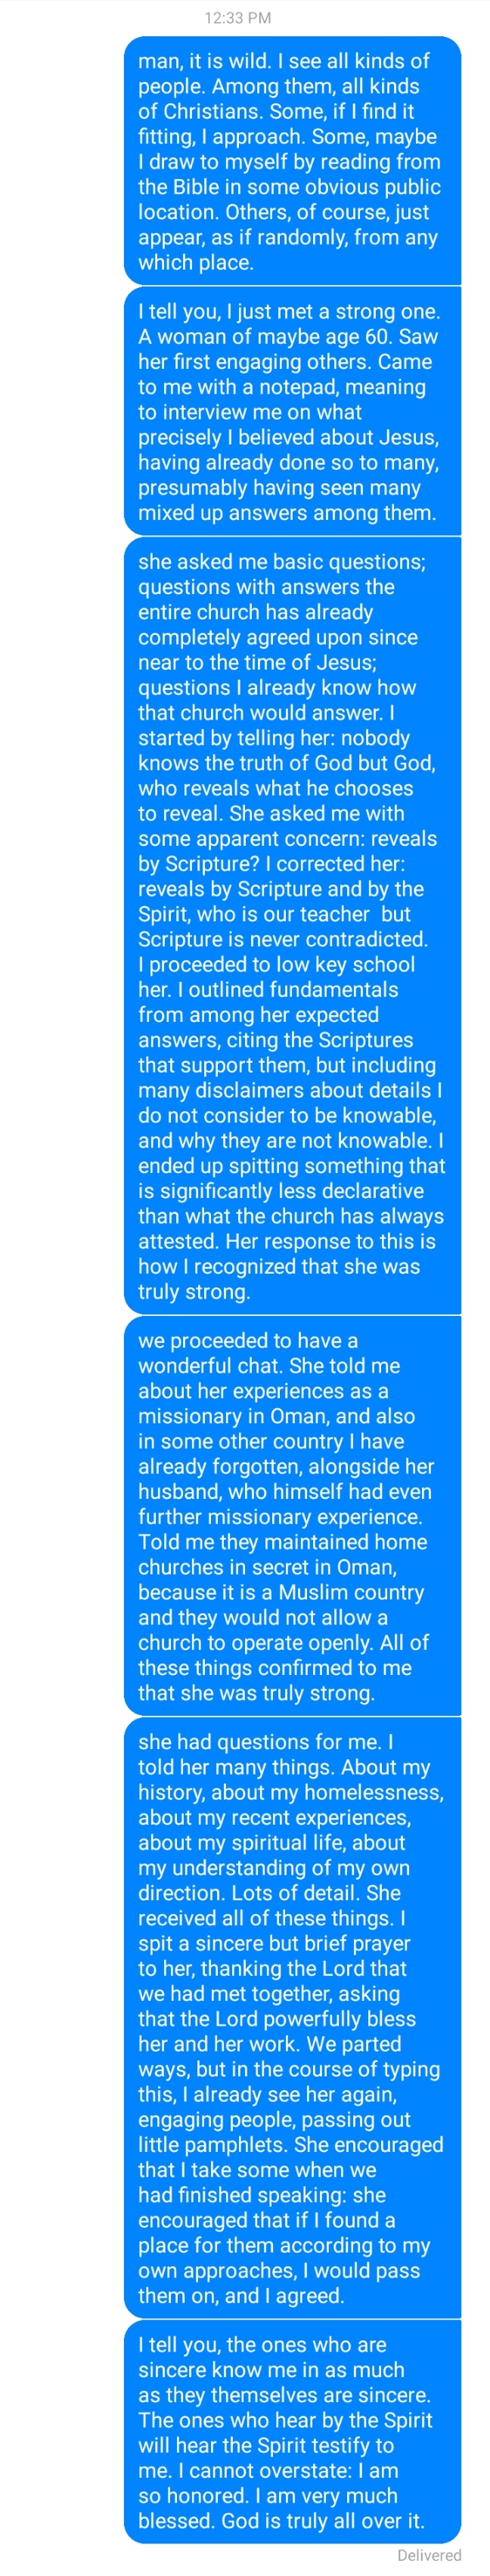 12:33 PM
man, it is wild. I see all kinds of
people. Among them, all kinds
of Christians. Some, if I find it
fitting, I approach. Some, maybe
I draw to myself by reading from
the Bible in some obvious public
location. Others, of course, just
appear, as if randomly, from any
which place.
I tell you, I just met a strong one.
A woman of maybe age 60. Saw
her first engaging others. Came
to me with a notepad, meaning
to interview me on what
precisely I believed about Jesus,
having already done so to many,
presumably having seen many
mixed up answers among them.
she asked me basic questions;
questions with answers the
entire church has already
completely agreed upon since
near to the time of Jesus;
questions I already know how
that church would answer. I
started by telling her: nobody
knows the truth of God but God,
who reveals what he chooses
to reveal. She asked me with
some apparent concern: reveals
by Scripture? I corrected her:
reveals by Scripture and by the
Spirit, who is our teacher  but
Scripture is never contradicted.
I proceeded to low key school
her. I outlined fundamentals
from among her expected
answers, citing the Scriptures
that support them, but including
many disclaimers about details I
do not consider to be knowable,
and why they are not knowable. I
ended up spitting something that
is significantly less declarative
than what the church has always
attested. Her response to this is
how I recognized that she was
truly strong.
we proceeded to have a
wonderful chat. She told me
about her experiences as a
missionary in Oman, and also
in some other country I have
already forgotten, alongside her
husband, who himself had even
further missionary experience.
Told me they maintained home
churches in secret in Oman,
because it is a Muslim country
and they would not allow a
church to operate openly. All of
these things confirmed to me
that she was truly strong.
she had questions for me. I
told her many things. About my
history, about my homelessness,
about my recent experiences,
about my spiritual life, about
my understanding of my own
direction. Lots of detail. She
received all of these things. I
spit a sincere but brief prayer
to her, thanking the Lord that
we had met together, asking
that the Lord powerfully bless
her and her work. We parted
ways, but in the course of typing
this, I already see her again,
engaging people, passing out
little pamphlets. She encouraged
that I take some when we
had finished speaking: she
encouraged that if I found a
place for them according to my
own approaches, I would pass
them on, and I agreed.
I tell you, the ones who are
sincere know me in as much
as they themselves are sincere.
The ones who hear by the Spirit
will hear the Spirit testify to
me. I cannot overstate: I am
so honored. I am very much
blessed. God is truly all over it.
Delivered